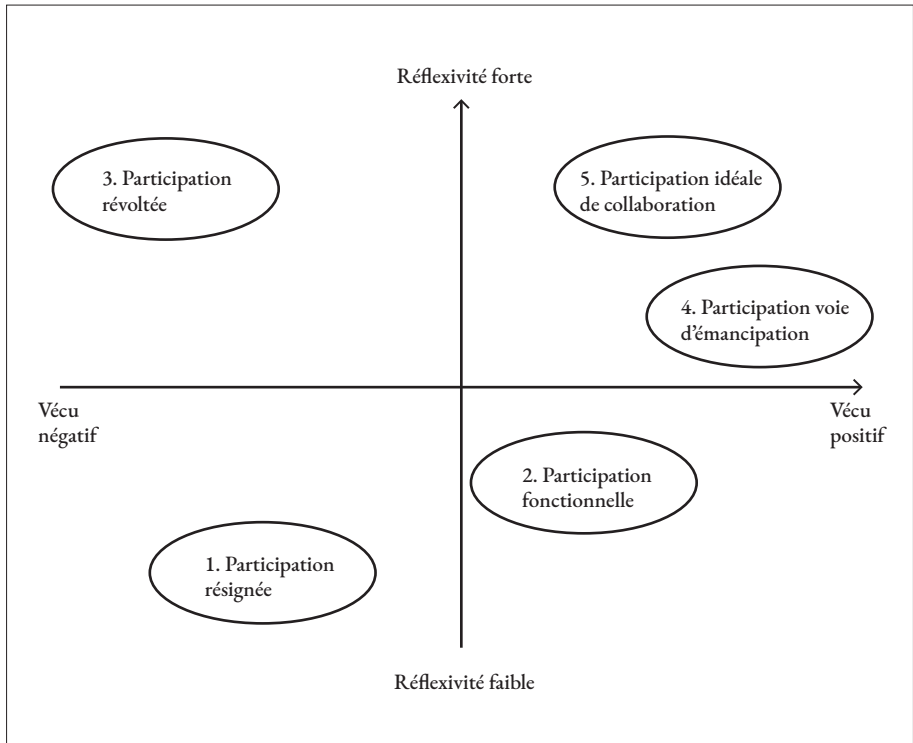 Réflexivité forte
3. Participation
révoltée
5. Participation idéale
de collaboration
4. Participation voie
d'émancipation
Vécu
négatif
Vécu
positif
2. Participation
fonctionnelle
1. Participation
résignée
Réflexivité faible